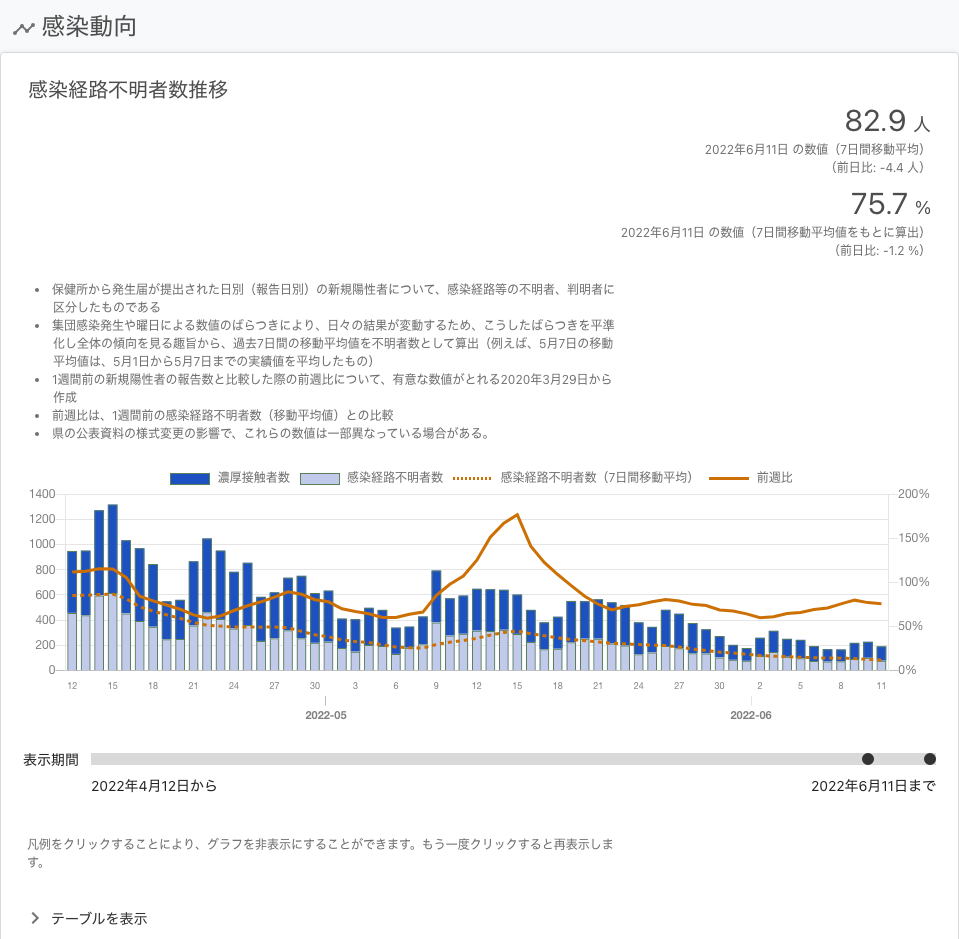 感染動向
感染経路不明者数推移
82.9 人
2022年6月11日 の数値（7日間移動平均）
（前日比: -4.4 人）
75.7 %
2022年6月11日 の数値（7日間移動平均値をもとに算出）
（前日比: -1.2 %）
• 保健所から発生届が提出された日別（報告日別）の新規陽性者について、感染経路等の不明者、判明者に
区分したものである
• 集団感染発生や曜日による数値のばらつきにより、日々の結果が変動するため、こうしたばらつきを平準
化し全体の傾向を見る趣旨から、過去7日間の移動平均値を不明者数として算出（例えば、5月7日の移動
平均値は、5月1日から5月7日までの実績値を平均したもの）
• 1週間前の新規陽性者の報告数と比較した際の前週比について、有意な数値がとれる2020年3月29日から
作成
• 前週比は、1週間前の感染経路不明者数（移動平均値）との比較
• 県の公表資料の様式変更の影響で、これらの数値は一部異なっている場合がある。
濃厚接触者数 感染経路不明者数 感染経路不明者数（7日間移動平均） 前週比
1400 200%
1200
1000 150%
800
600 100%
400 50%
200
0 0%
12 15 18 21 24 27 30 3 6 9 12 15 18 21 24 27 30 2 5 8 11
2022-05 2022-06
表示期間
2022年4月12日から 2022年6月11日まで
凡例をクリックすることにより、グラフを非表示にすることができます。もう一度クリックすると再表示しま
す。
テーブルを表示